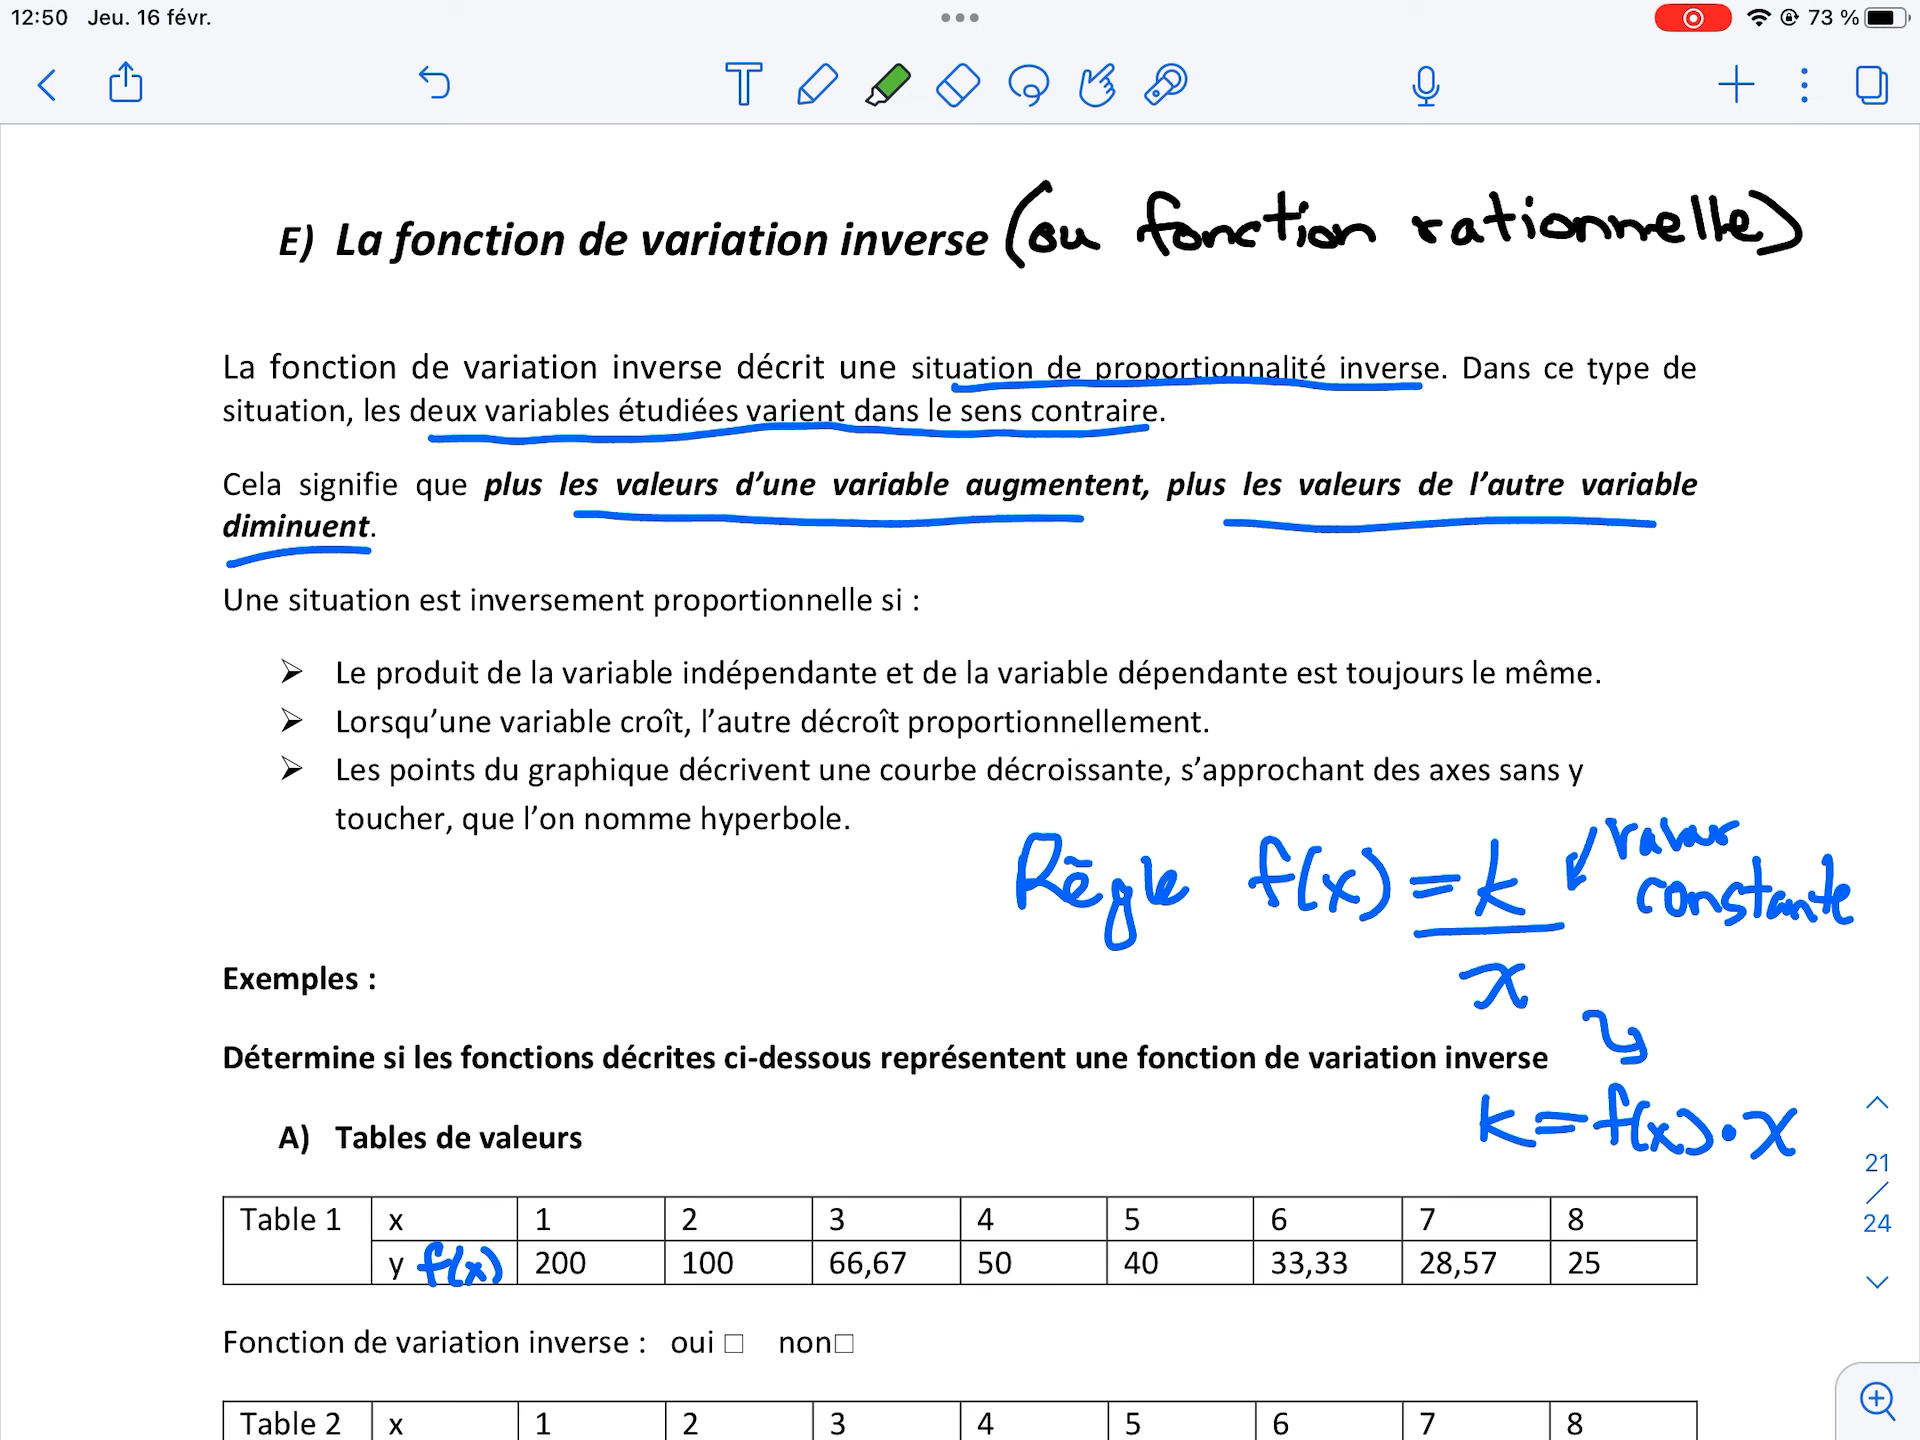 12:50 Jeu. 16 févr.
73 %
E) La fonction de variation inverse (ou fonction rationnelle)
La fonction de variation inverse décrit une situation de proportionnalité inverse. Dans ce type de
situation, les deux variables étudiées varient dans le sens contraire.
Cela signifie que plus les valeurs d’une variable augmentent, plus les valeurs de l’autre variable
diminuent.
Une situation est inversement proportionnelle si :
➢ Le produit de la variable indépendante et de la variable dépendante est toujours le même.
➢ Lorsqu’une variable croît, l’autre décroît proportionnellement.
➢ Les points du graphique décrivent une courbe décroissante, s’approchant des axes sans y
toucher, que l’on nomme hyperbole.
Règle f(x) = k
x
valeur
constante
Exemples :
Détermine si les fonctions décrites ci-dessous représentent une fonction de variation inverse
k = f(x) • x
A) Tables de valeurs
21
/
24
Table 1 x 1 2 3 4 5 6 7 8
y f(x) 200 100 66,67 50 40 33,33 28,57 25
Fonction de variation inverse : oui □ non□
Table 2 x 1 2 3 4 5 6 7 8